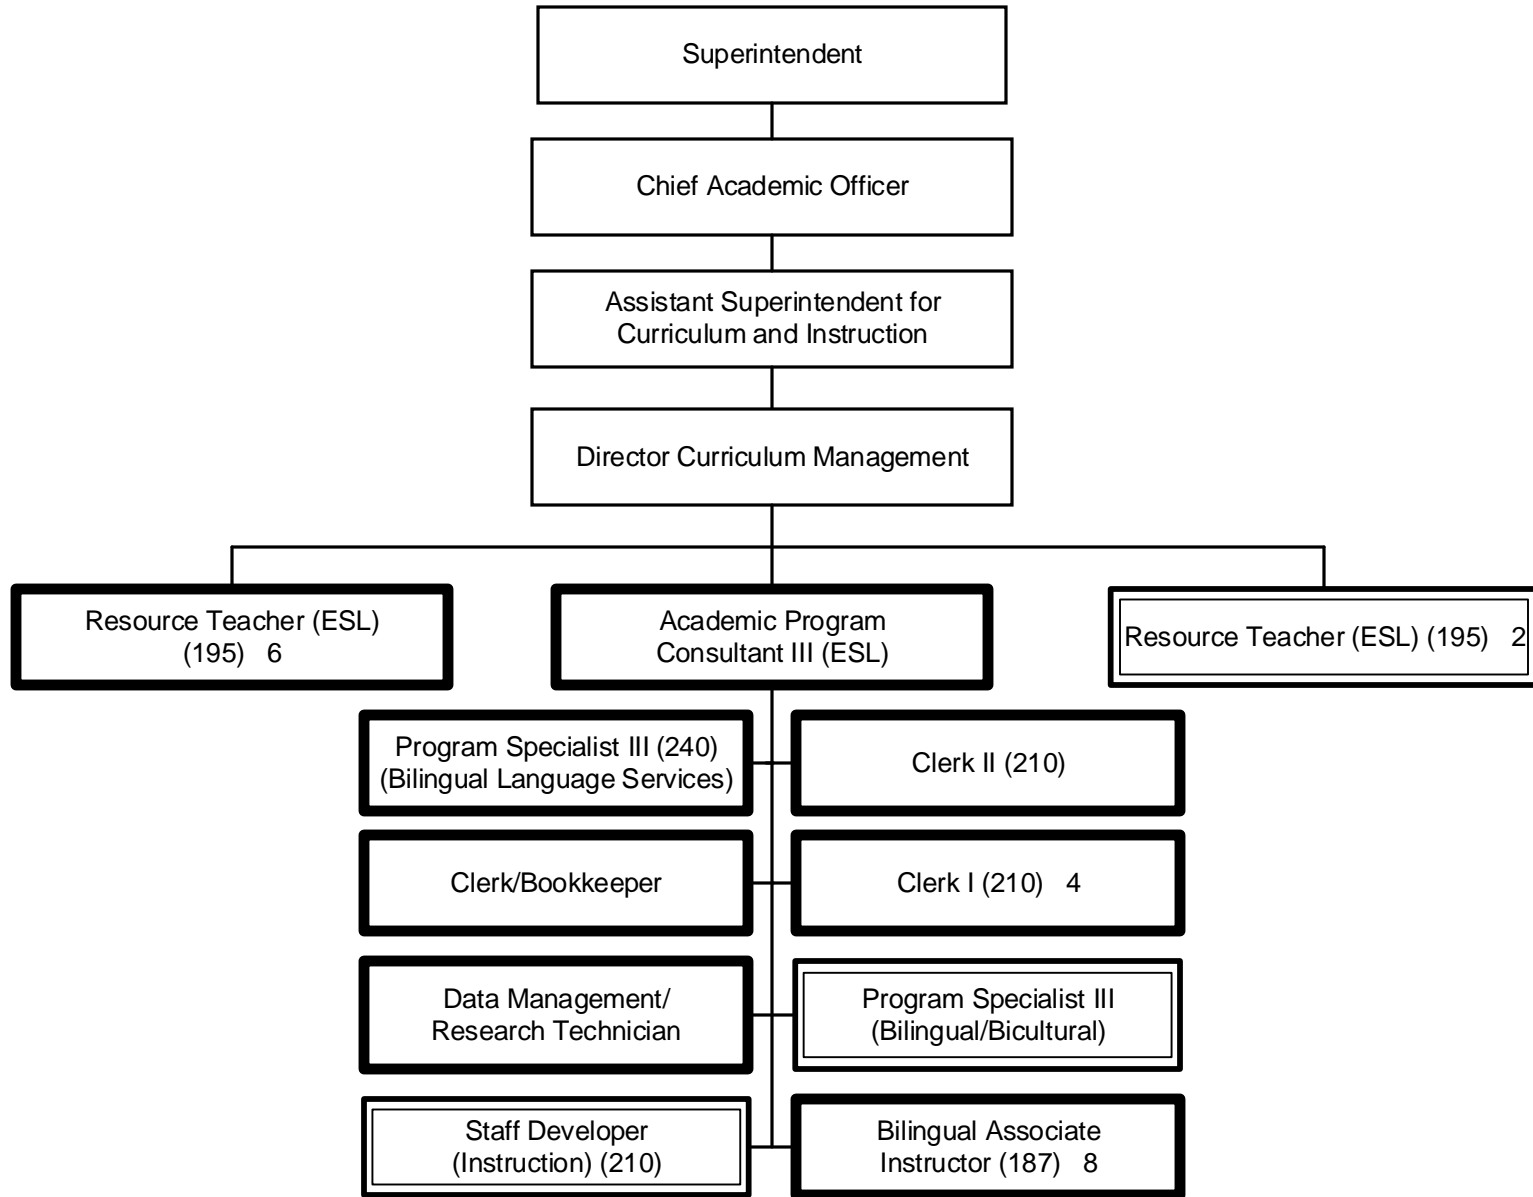 Superintendent
Chief Academic Officer
Assistant Superintendent for
Curriculum and Instruction
Director Curriculum Management
Resource Teacher (ESL)
(195) 6
Academic Program
Consultant III (ESL)
Resource Teacher (ESL) (195) 2
Program Specialist III (240)
(Bilingual Language Services)
Clerk II (210)
Clerk/Bookkeeper
Clerk I (210) 4
Data Management/
Research Technician
Program Specialist III
(Bilingual/Bicultural)
Staff Developer
(Instruction) (210)
Bilingual Associate
Instructor (187) 8